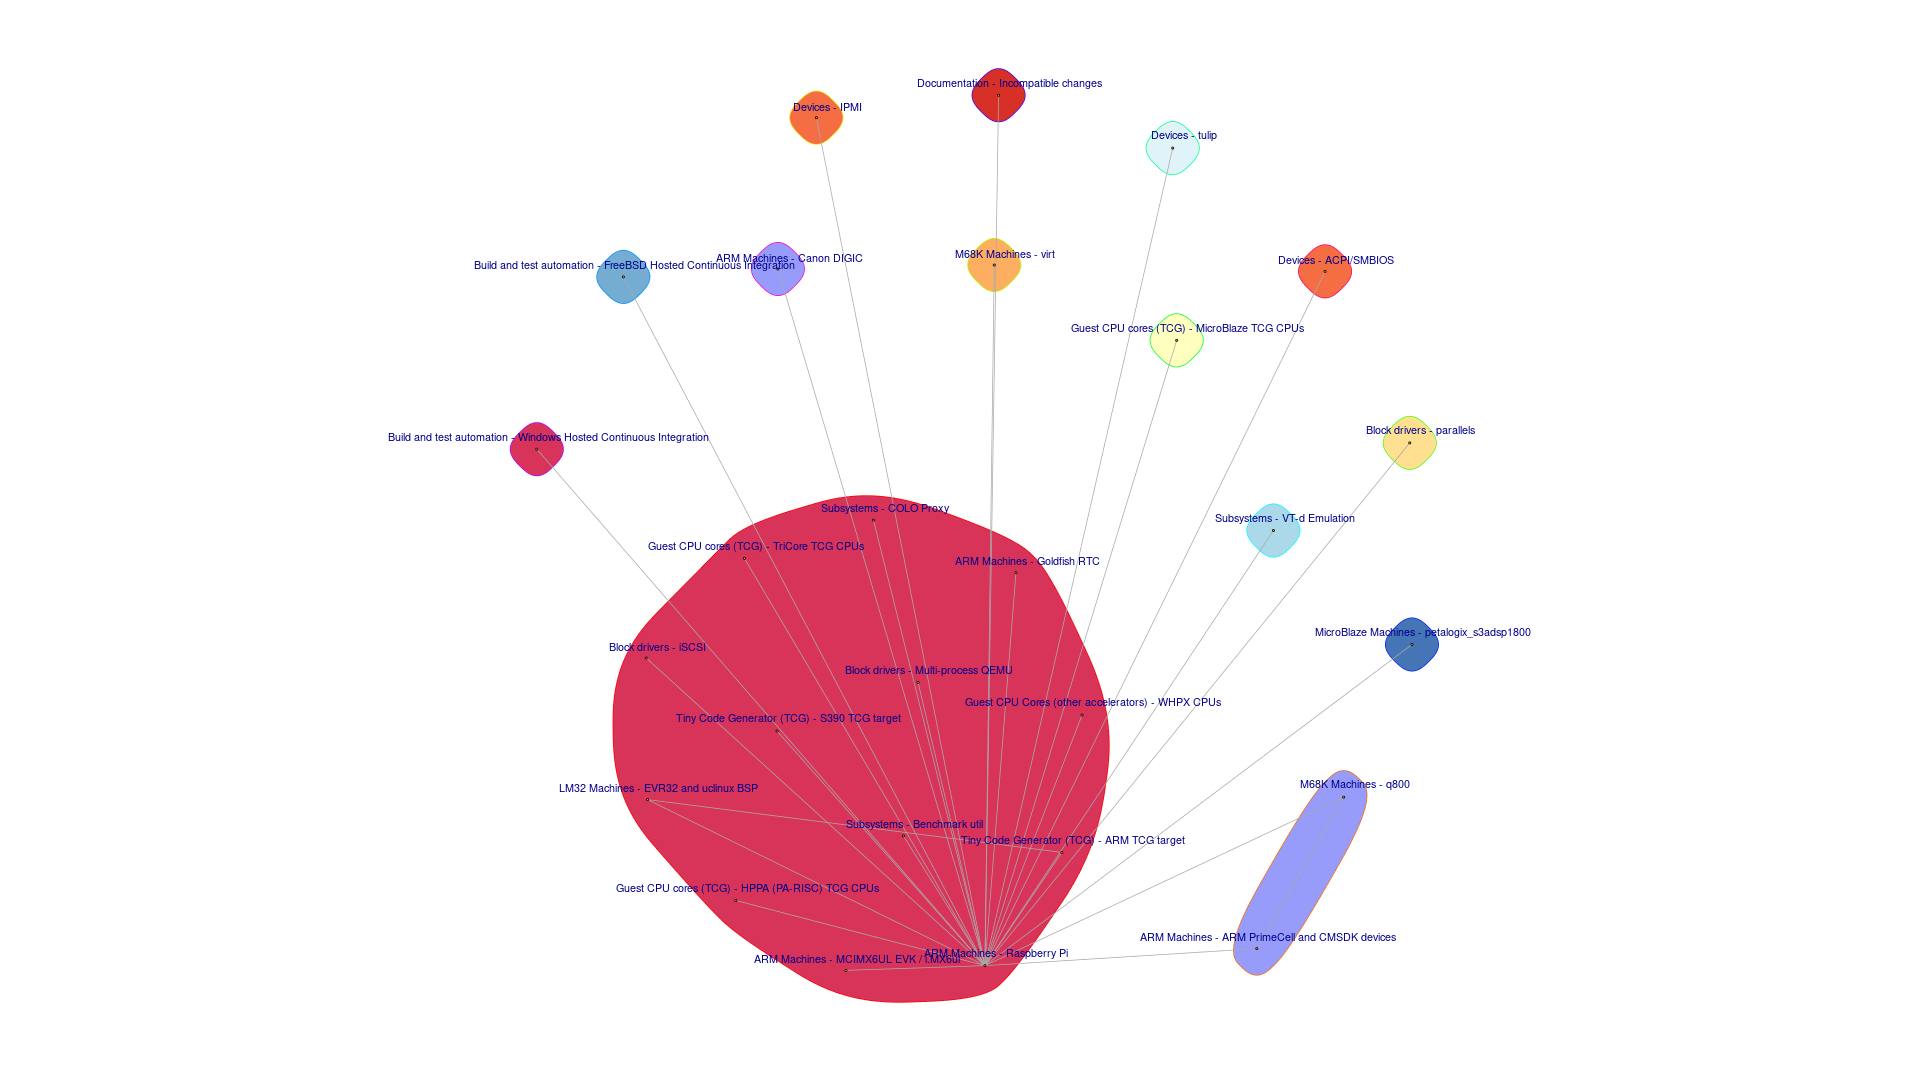 Documentation - Incompatible changes
Devices - IPMI
Devices - tulip
M68K Machines - virt
ARM Machines - Canon DIGIC
Build and test automation - FreeBSD Hosted Continuous Integration
Devices - ACPI/SMBIOS
Guest CPU cores (TCG) - MicroBlaze TCG CPUs
Block drivers - parallels
Build and test automation - Windows Hosted Continuous Integration
Subsystems - COLO Proxy
Subsystems - VT-d Emulation
Guest CPU cores (TCG) - TriCore TCG CPUs
ARM Machines - Goldfish RTC
MicroBlaze Machines - petalogix_s3adsp1800
Block drivers - iSCSI
Block drivers - Multi-process QEMU
Guest CPU Cores (other accelerators) - WHPX CPUs
Tiny Code Generator (TCG) - S390 TCG target
M68K Machines - q800
LM32 Machines - EVR32 and uclinux BSP
Subsystems - Benchmark util
Tiny Code Generator (TCG) - ARM TCG target
Guest CPU cores (TCG) - HPPA (PA-RISC) TCG CPUs
ARM Machines - ARM PrimeCell and CMSDK devices
ARM Machines - Raspberry Pi
ARM Machines - MCIMX6UL EVK / i.MX6ul